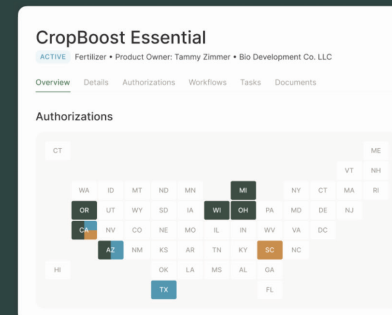 CropBoost Essential
ACTIVE Fertilizer • Product Owner: Tammy Zimmer • Bio Development Co. LLC
Overview Details Authorizations Workflows Tasks Documents
Authorizations
CT ME
VT NH
WA ID MT ND MN MI NY CT MA RI
OR UT WY SD IA WI OH PA MD DE NJ
CA NV CO NE MO IL IN WV VA DC
AZ NM KS AR TN KY SC NC
HI OK LA MS AL GA
TX FL